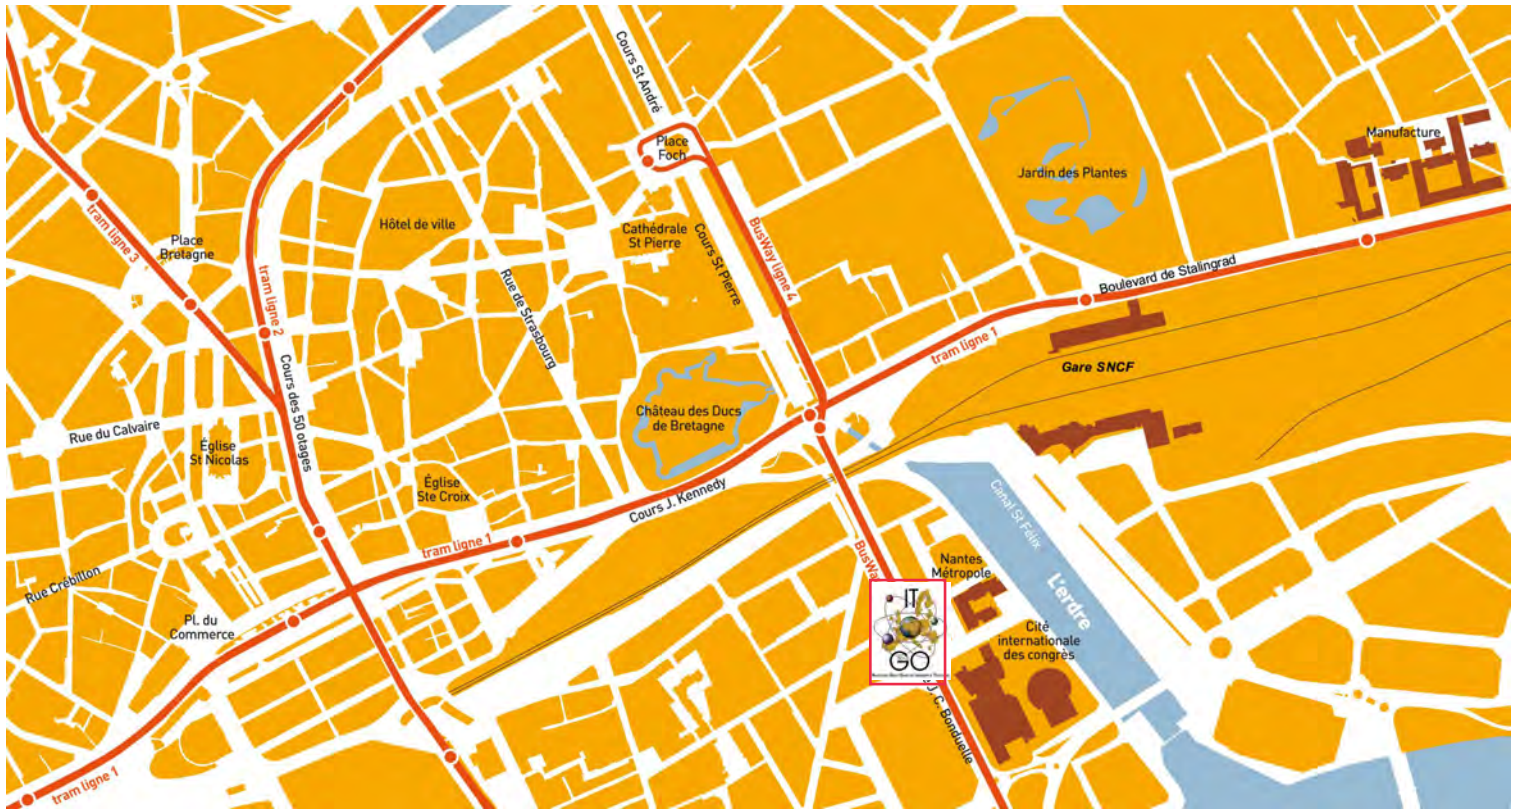 Cours St André
Place
Foch
Manufacture
Jardin des Plantes
tram ligne 3
Place
Bretagne
Hôtel de ville
Cathédrale
St Pierre
Cours St Pierre
BusWay ligne 4
tram ligne 2
Rue de Strasbourg
Boulevard de Stalingrad
tram ligne 1
Gare SNCF
Cours des 50 otages
Château des Ducs
de Bretagne
Rue du Calvaire
Église
St Nicolas
Église
Ste Croix
Cours J. Kennedy
tram ligne 1
Canal St Félix
L'erdre
BusWa
Nantes
Métropole
Rue Crébillon
Pl. du
Commerce
IT
GO
Cité
internationale
des congrès
J. C. Bonduelle
tram ligne 1